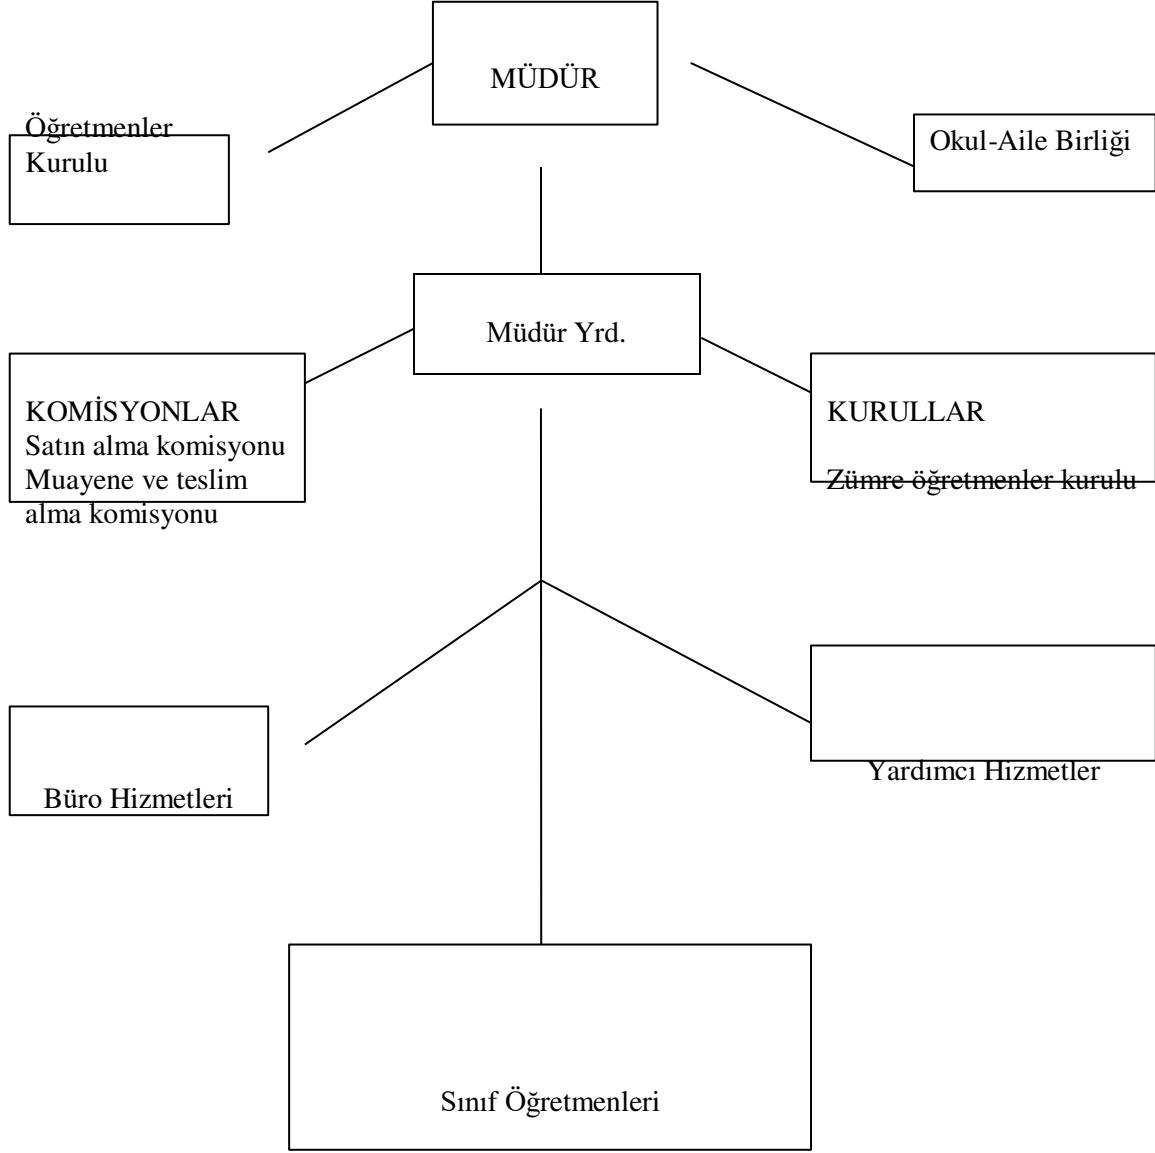 MÜDÜR
Öğretmenler
Kurulu
Okul-Aile Birliği
Müdür Yrd.
KOMİSYONLAR
Satın alma komisyonu
Muayene ve teslim
alma komisyonu
KURULLAR
Zümre öğretmenler kurulu
Büro Hizmetleri
Yardımcı Hizmetler
Sınıf Öğretmenleri